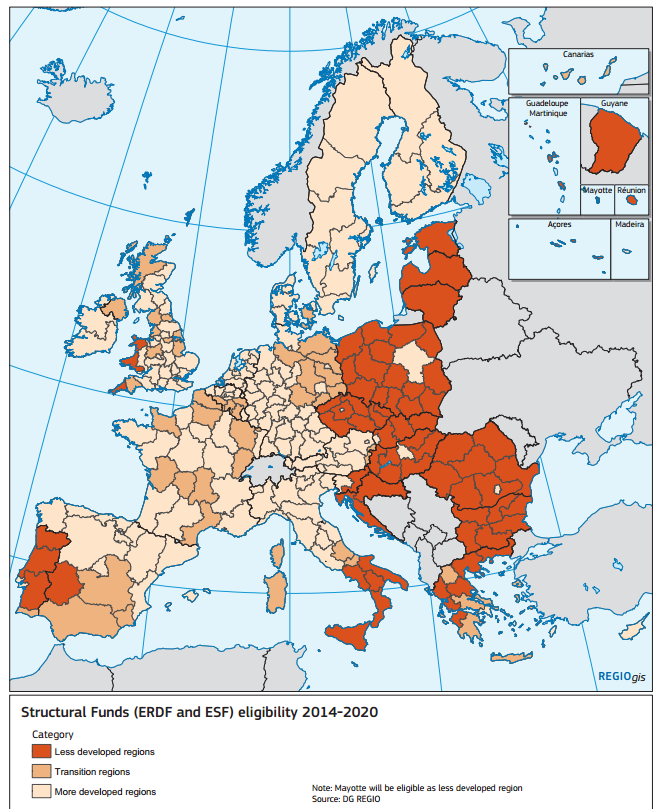 Canarias
Guadeloupe
Martinique
Guyane
Mayotte
Réunion
Açores
Madeira
REGIOgis
Structural Funds (ERDF and ESF) eligibility 2014-2020
Category
Less developed regions
Transition regions
More developed regions
Note: Mayotte will be eligible as less developed region
Source: DG REGIO